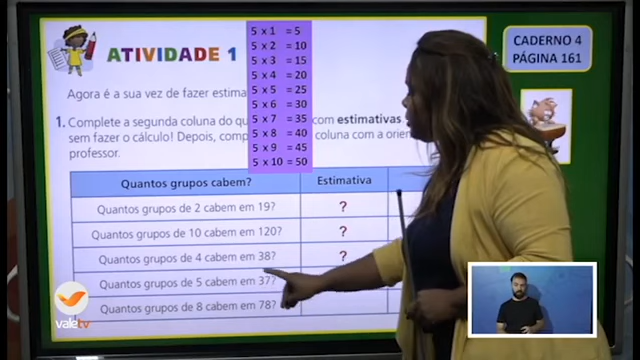 ATIVIDADE 1
5 x 1 = 5
5 x 2 = 10
5 x 3 = 15
5 x 4 = 20
5 x 5 = 25
5 x 6 = 30
5 x 7 = 35
5 x 8 = 40
5 x 9 = 45
5 x 10 = 50
CADERNO 4
PÁGINA 161
Agora é a sua vez de fazer estima
1. Complete a segunda coluna do qu com estimativas
sem fazer o cálculo! Depois, comp coluna com a
professor.
Quantos grupos cabem? Estimativa
Quantos grupos de 2 cabem em 19? ?
Quantos grupos de 10 cabem em 120? ?
Quantos grupos de 4 cabem em 38? ?
Quantos grupos de 5 cabem em 37?
Quantos grupos de 8 cabem em 78?
valetv